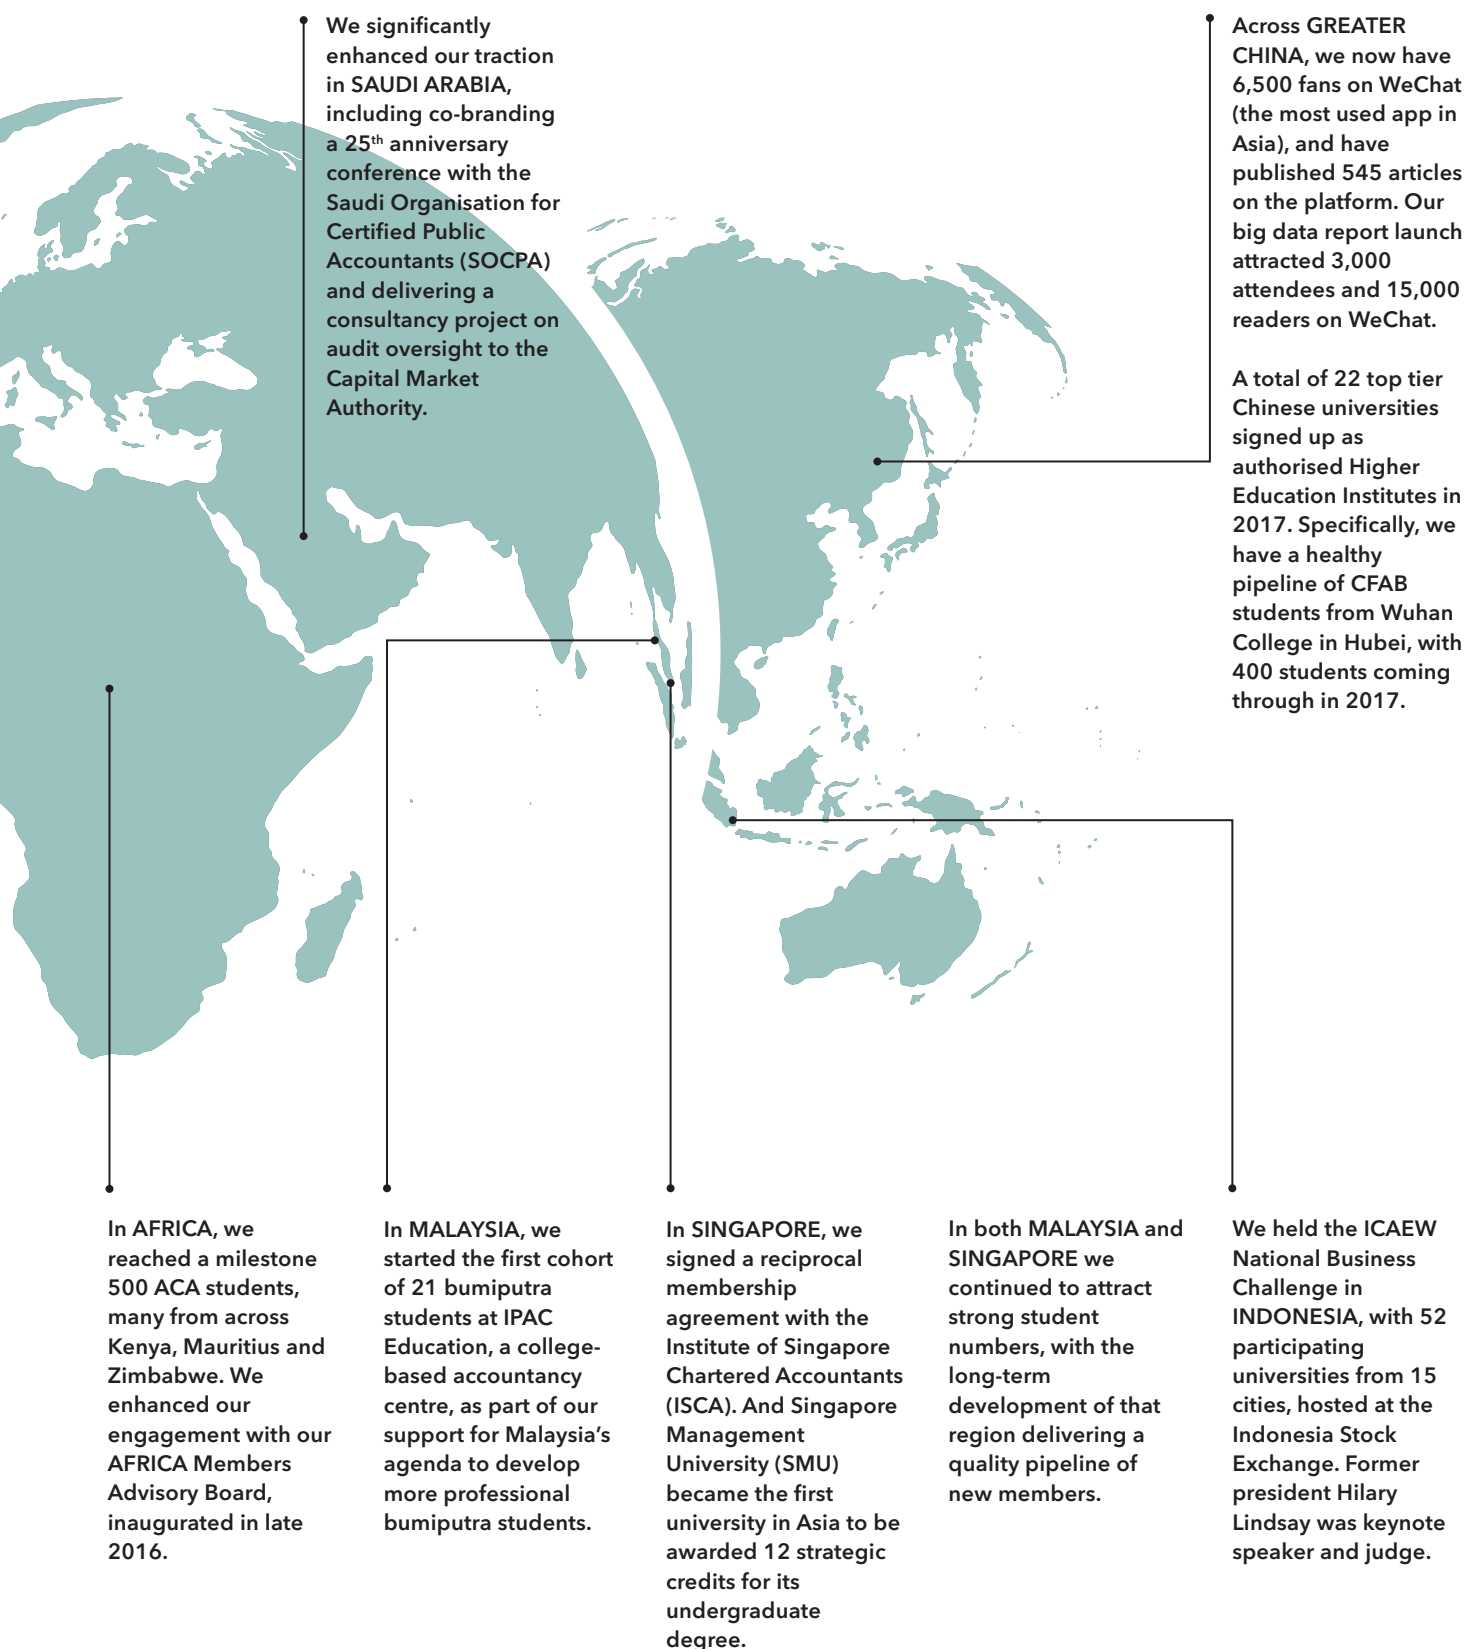 We significantly
enhanced our traction
in SAUDI ARABIA,
including co-branding
a 25th anniversary
conference with the
Saudi Organisation for
Certified Public
Accountants (SOCPA)
and delivering a
consultancy project on
audit oversight to the
Capital Market
Authority.
Across GREATER
CHINA, we now have
6,500 fans on WeChat
(the most used app in
Asia), and have
published 545 articles
on the platform. Our
big data report launch
attracted 3,000
attendees and 15,000
readers on WeChat.
A total of 22 top tier
Chinese universities
signed up as
authorised Higher
Education Institutes in
2017. Specifically, we
have a healthy
pipeline of CFAB
students from Wuhan
College in Hubei, with
400 students coming
through in 2017.
In AFRICA, we
reached a milestone
500 ACA students,
many from across
Kenya, Mauritius and
Zimbabwe. We
enhanced our
engagement with our
AFRICA Members
Advisory Board,
inaugurated in late
2016.
In MALAYSIA, we
started the first cohort
of 21 bumiputra
students at IPAC
Education, a college-
based accountancy
centre, as part of our
support for Malaysia's
agenda to develop
more professional
bumiputra students.
In SINGAPORE, we
signed a reciprocal
membership
agreement with the
Institute of Singapore
Chartered Accountants
(ISCA). And Singapore
Management
University (SMU)
became the first
university in Asia to be
awarded 12 strategic
credits for its
undergraduate
degree.
In both MALAYSIA and
SINGAPORE we
continued to attract
strong student
numbers, with the
long-term
development of that
region delivering a
quality pipeline of
new members.
We held the ICAEW
National Business
Challenge in
INDONESIA, with 52
participating
universities from 15
cities, hosted at the
Indonesia Stock
Exchange. Former
president Hilary
Lindsay was keynote
speaker and judge.